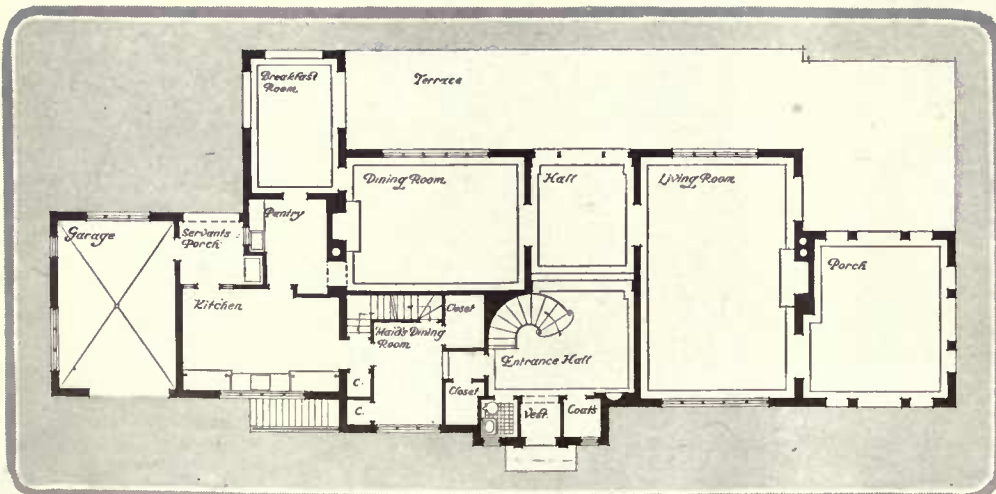 Breakfast
Room
Terrace
Dining Room
Hall
Living Room
Garage
Servants
Porch
Pantry
Porch
Kitchen
Closet
Maid's Dining
Room
Entrance Hall
C.
Closet
C.
Vest.
Coats